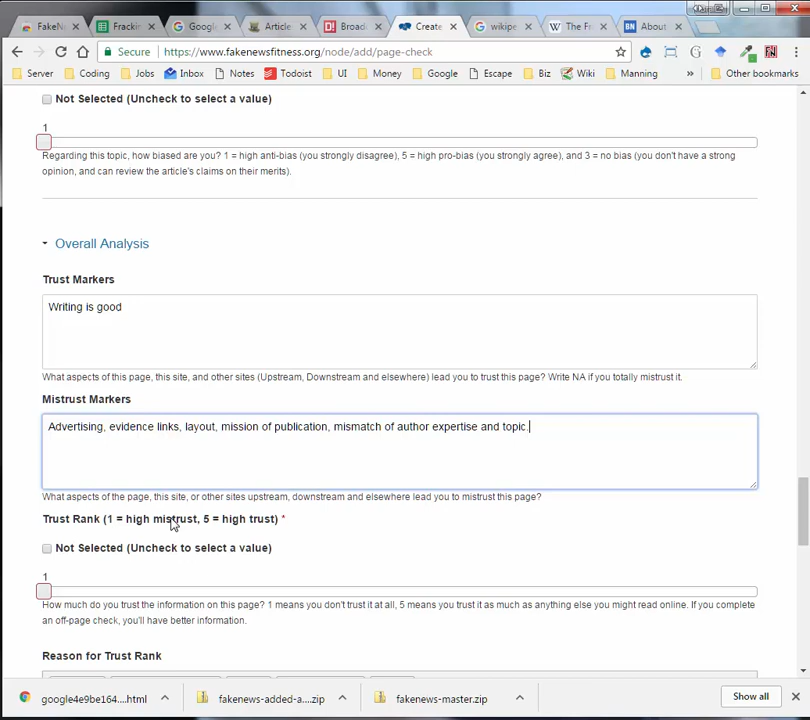 FakeN
Frackin
Google
Article
Broad
Create
wikipe
The Fr
About
Secure
https://www.fakenewsfitness.org/node/add/page-check
Server
Coding
Jobs
Inbox
Notes
Todoist
UI
Money
Google
Escape
Biz
Wiki
Manning
»
Other bookmarks
Not Selected (Uncheck to select a value)
1
Regarding this topic, how biased are you? 1 = high anti-bias (you strongly disagree), 5 = high pro-bias (you strongly agree), and 3 = no bias (you don't have a strong
opinion, and can review the article's claims on their merits).
Overall Analysis
Trust Markers
Writing is good
What aspects of this page, this site, and other sites (Upstream, Downstream and elsewhere) lead you to trust this page? Write NA if you totally mistrust it.
Mistrust Markers
Advertising, evidence links, layout, mission of publication, mismatch of author expertise and topic.
What aspects of the page, this site, or other sites upstream, downstream and elsewhere lead you to mistrust this page?
Trust Rank (1 = high mistrust, 5 = high trust) *
Not Selected (Uncheck to select a value)
1
How much do you trust the information on this page? 1 means you don't trust it at all, 5 means you trust it as much as anything else you might read online. If you complete
an off-page check, you'll have better information.
Reason for Trust Rank
google4e9be164....html
fakenews-added-a....zip
fakenews-master.zip
Show all